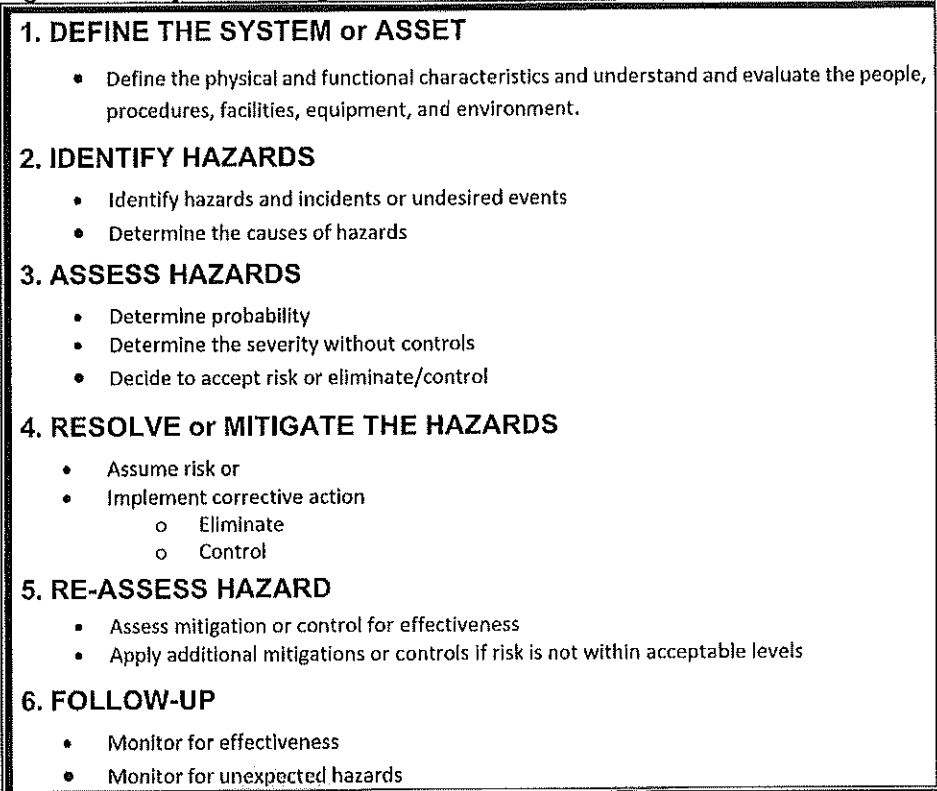 1. DEFINE THE SYSTEM or ASSET
• Define the physical and functional characteristics and understand and evaluate the people,
procedures, facilities, equipment, and environment.
2. IDENTIFY HAZARDS
• Identify hazards and incidents or undesired events
• Determine the causes of hazards
3. ASSESS HAZARDS
• Determine probability
• Determine the severity without controls
• Decide to accept risk or eliminate/control
4. RESOLVE or MITIGATE THE HAZARDS
• Assume risk or
• Implement corrective action
o Eliminate
o Control
5. RE-ASSESS HAZARD
• Assess mitigation or control for effectiveness
• Apply additional mitigations or controls if risk is not within acceptable levels
6. FOLLOW-UP
• Monitor for effectiveness
• Monitor for unexpected hazards